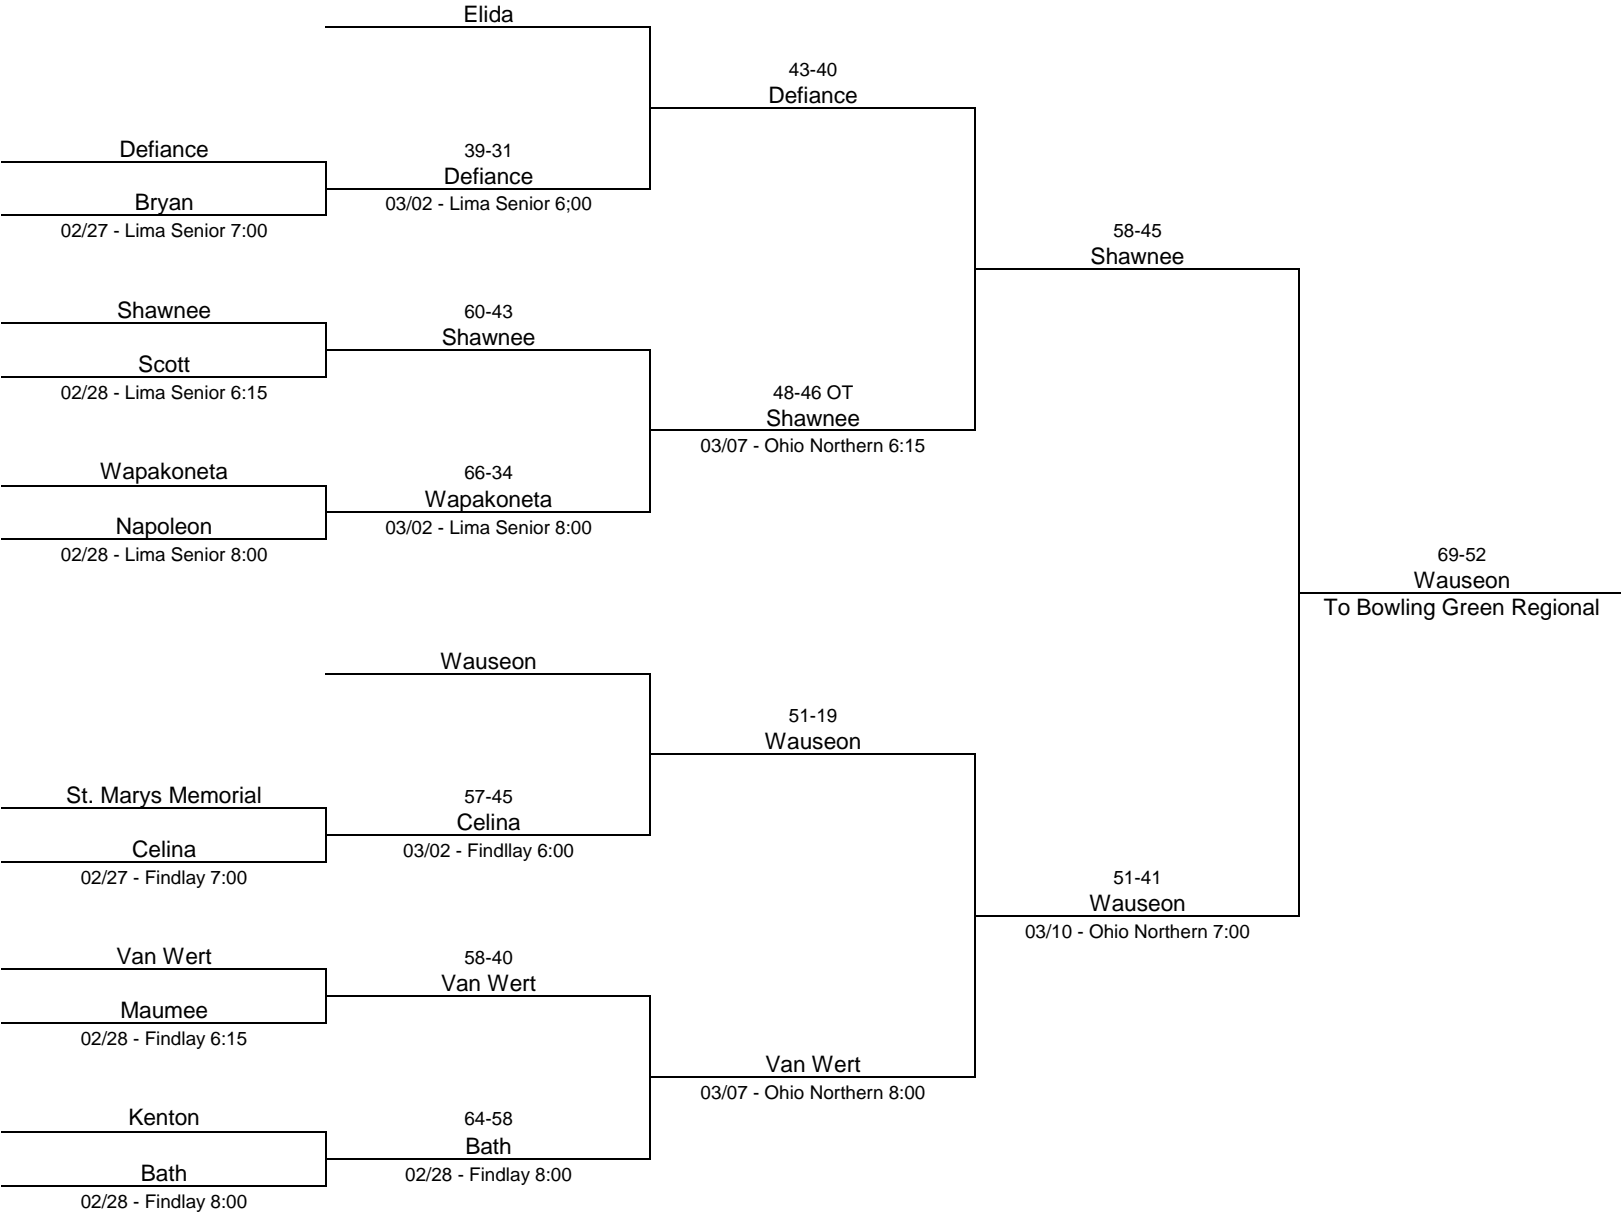 Elida
43-40
Defiance
Defiance
39-31
Defiance
Bryan
03/02 - Lima Senior 6;00
02/27 - Lima Senior 7:00
58-45
Shawnee
Shawnee
60-43
Shawnee
Scott
02/28 - Lima Senior 6:15
48-46 OT
Shawnee
03/07 - Ohio Northern 6:15
Wapakoneta
66-34
Wapakoneta
Napoleon
03/02 - Lima Senior 8:00
02/28 - Lima Senior 8:00
69-52
Wauseon
To Bowling Green Regional
Wauseon
51-19
Wauseon
St. Marys Memorial
57-45
Celina
Celina
03/02 - Findllay 6:00
02/27 - Findlay 7:00
51-41
Wauseon
03/10 - Ohio Northern 7:00
Van Wert
58-40
Van Wert
Maumee
02/28 - Findlay 6:15
Van Wert
03/07 - Ohio Northern 8:00
Kenton
64-58
Bath
Bath
02/28 - Findlay 8:00
02/28 - Findlay 8:00